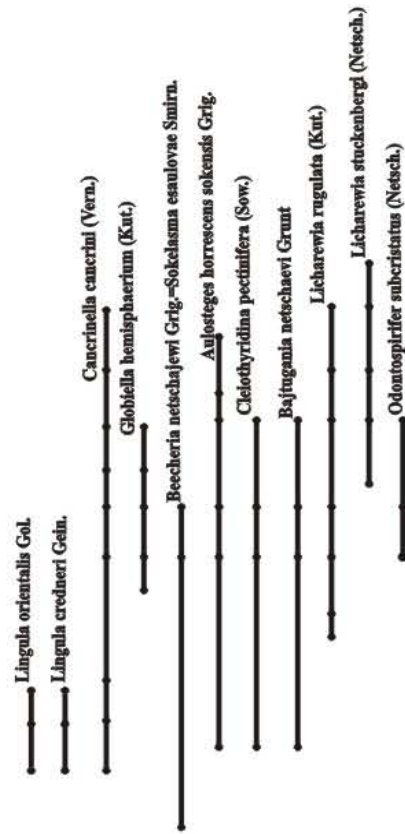 Lingula orientalis Gol.
Lingula credneri Gein.
Cancrinella cancrini (Vern.)
Globiella hemisphaerium (Kut.)
Beecheria netschajewi Grig.=Sokelasma esaulovae Smirn.
Aulosteges horrescens sokensis Grig.
Cleiothyridina pectinifera (Sow.)
Bajtugania netschaevi Grunt
Licharewia rugulata (Kut.)
Licharewia stuckenbergi (Netsch.)
Odontospirifer subcristatus (Netsch.)